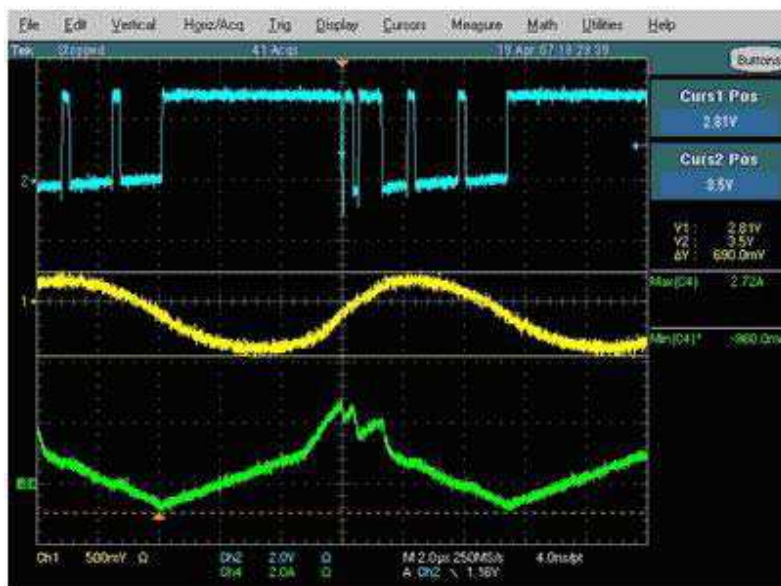 File Edit Vertical Horiz/Acq Trig Display Cursors Measure Math Utilities Help
Tek Stopped 41 Acqs 19 Apr 07 18:28:39
Buttons
Curs1 Pos
2.81V
Curs2 Pos
3.5V
V1: 2.81V
V2: 3.5V
ΔV: 690.0mV
Max(C4) 2.72A
Min(C4)* -960.0m
2
1
Ch1 500mV Ω Ch2 2.0V Ω M 2.0µs 250MS/s 4.0ns/pt
Ch4 2.0A Ω A Ch2 1.16V